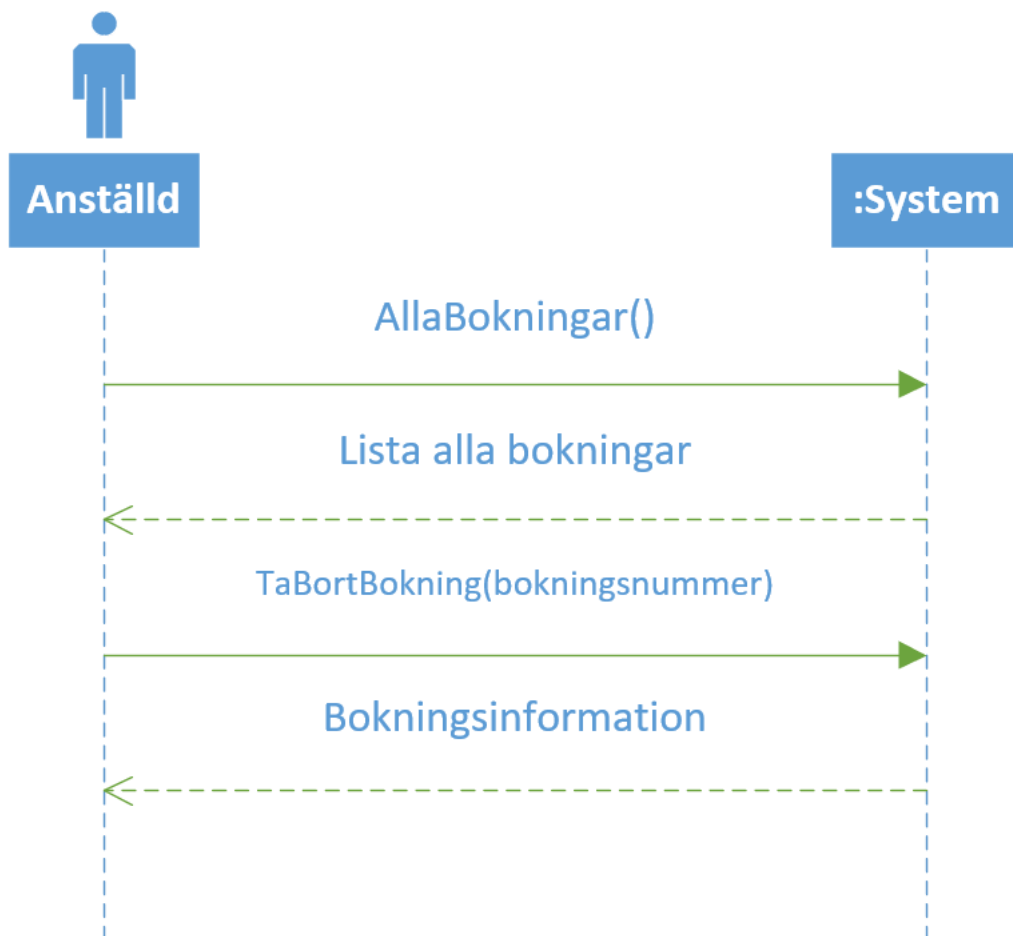 Anställd
:System
AllaBokningar()
Lista alla bokningar
TaBortBokning(bokningsnummer)
Bokningsinformation